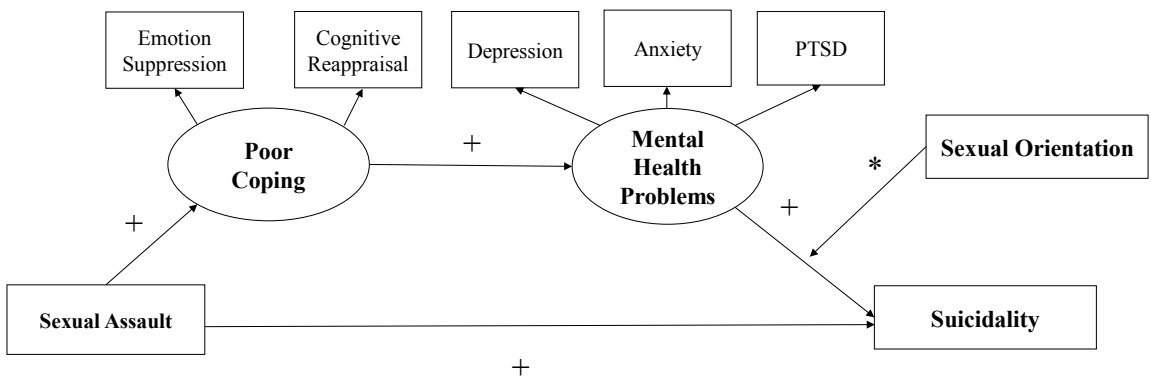 Emotion
Suppression
Cognitive
Reappraisal
Depression
Anxiety
PTSD
Poor
Coping
+
Mental
Health
Problems
*
Sexual Orientation
+
+
Sexual Assault
Suicidality
+